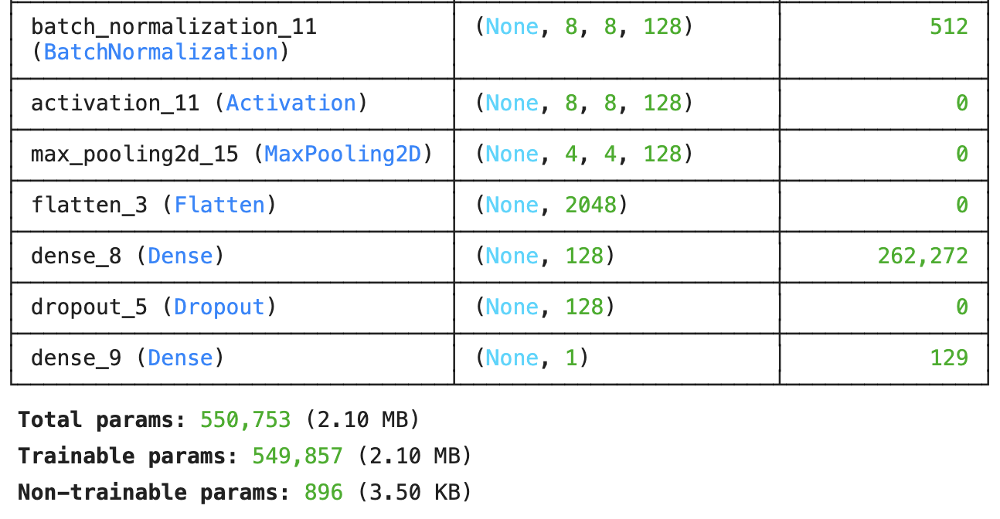 batch_normalization_11 (None, 8, 8, 128) 512
(BatchNormalization)
activation_11 (Activation) (None, 8, 8, 128) 0
max_pooling2d_15 (MaxPooling2D) (None, 4, 4, 128) 0
flatten_3 (Flatten) (None, 2048) 0
dense_8 (Dense) (None, 128) 262,272
dropout_5 (Dropout) (None, 128) 0
dense_9 (Dense) (None, 1) 129
Total params: 550,753 (2.10 MB)
Trainable params: 549,857 (2.10 MB)
Non-trainable params: 896 (3.50 KB)